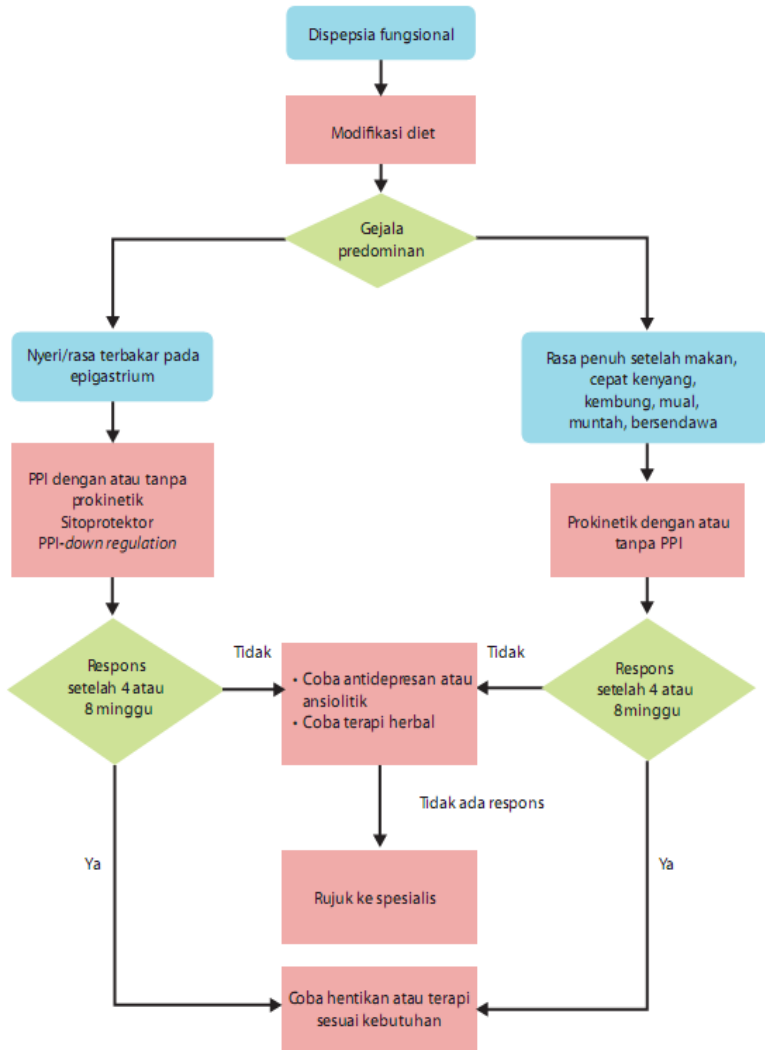 Dispepsia fungsional
Modifikasi diet
Gejala
predominan
Nyeri/rasa terbakar pada
epigastrium
Rasa penuh setelah makan,
cepat kenyang,
kembung, mual,
muntah, bersendawa
PPI dengan atau tanpa
prokinetik
Sitoprotektor
PPI-down regulation
Prokinetik dengan atau
tanpa PPI
Respons
setelah 4 atau
8 minggu
Tidak
• Coba antidepresan atau
ansiolitik
• Coba terapi herbal
Tidak
Respons
setelah 4 atau
8 minggu
Tidak ada respons
Ya
Rujuk ke spesialis
Ya
Coba hentikan atau terapi
sesuai kebutuhan